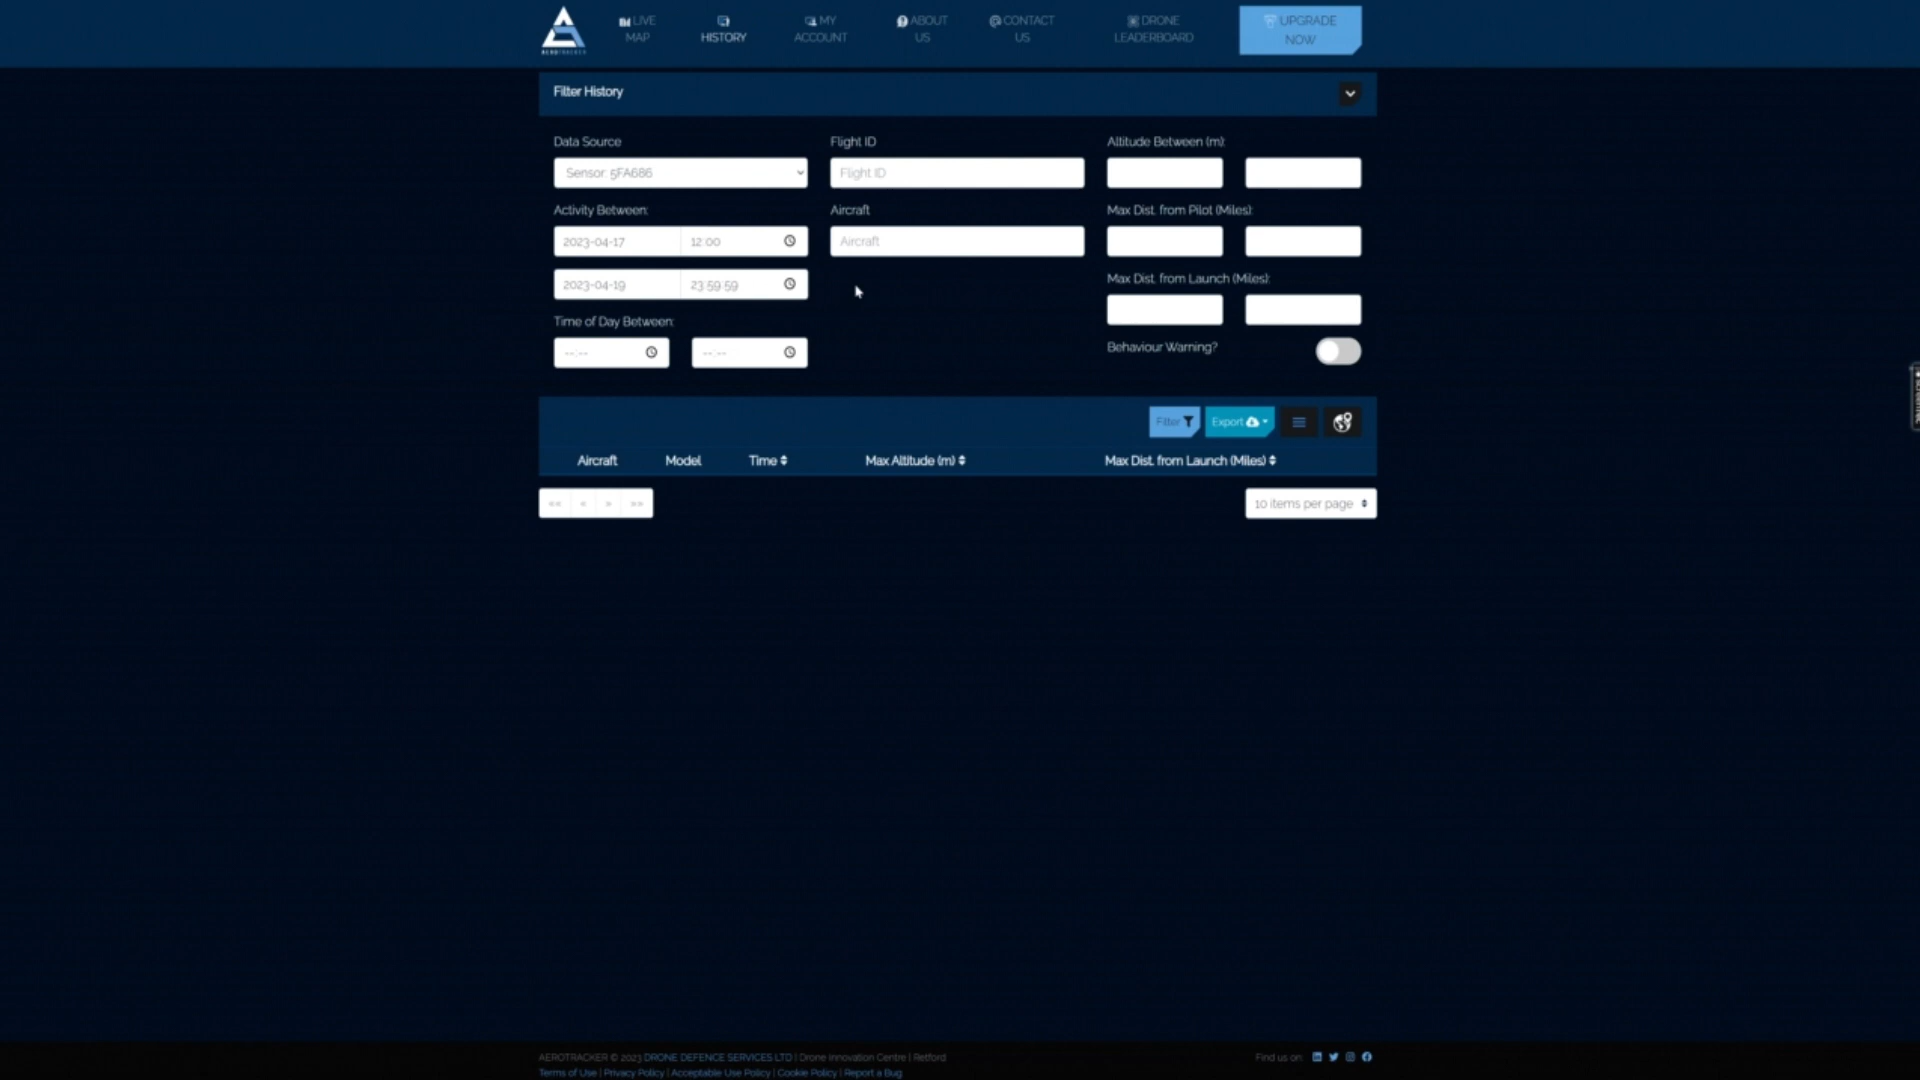 AEROTRACKER
LIVE
MAP
HISTORY
MY
ACCOUNT
ABOUT
US
CONTACT
US
DRONE
LEADERBOARD
UPGRADE
NOW
Filter History
Data Source
Sensor: 5FA686
Flight ID
Flight ID
Altitude Between (m):
Activity Between:
2023-04-17 12:00
2023-04-19 23:59:59
Aircraft
Aircraft
Max Dist. from Pilot (Miles):
Max Dist. from Launch (Miles):
Time of Day Between:
--:-- --:--
Behaviour Warning?
Filter Export
Aircraft Model Time Max Altitude (m) Max Dist. from Launch (Miles)
«« « » »»
10 items per page
AEROTRACKER © 2023 DRONE DEFENCE SERVICES LTD | Drone Innovation Centre | Retford
Find us on:
Terms of Use | Privacy Policy | Acceptable Use Policy | Cookie Policy | Report a Bug